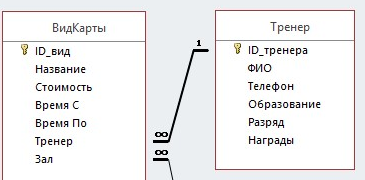 ВидКарты
ID_вид
Название
Стоимость
Время С
Время По
Тренер
Зал
1
∞
∞
Тренер
ID_тренера
ФИО
Телефон
Образование
Разряд
Награды